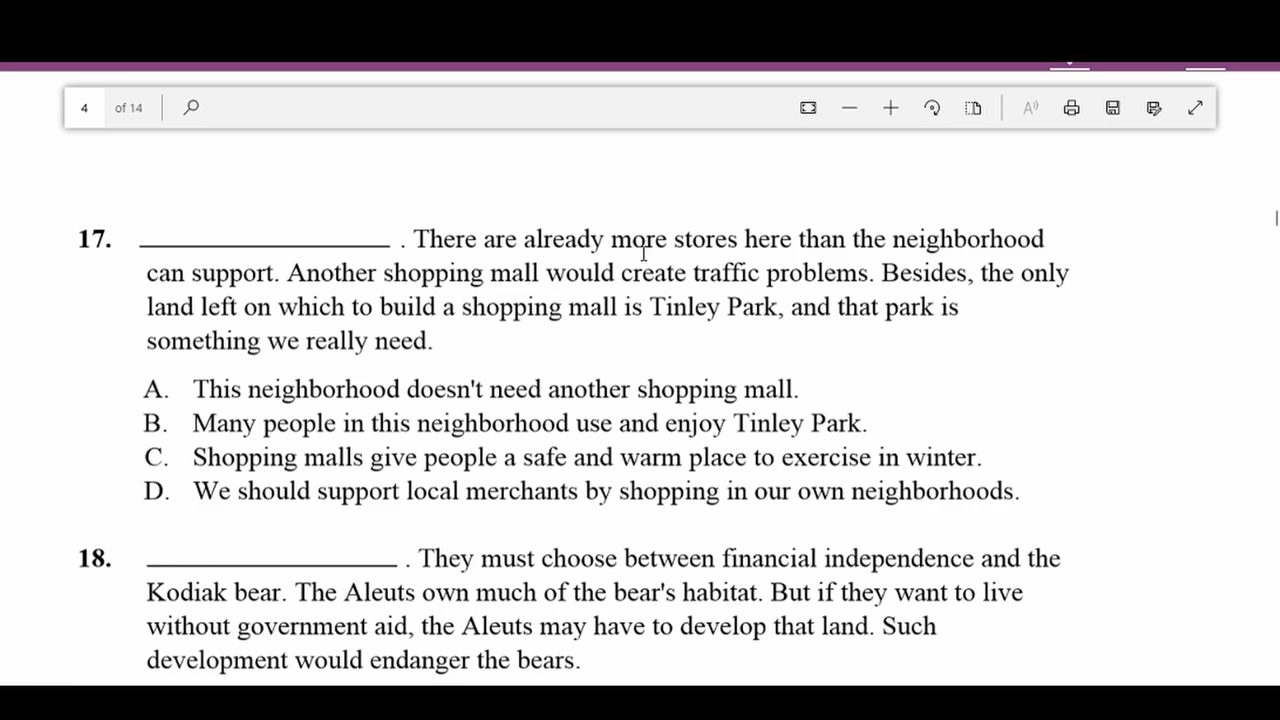 4 of 14
17. ____________________ . There are already more stores here than the neighborhood
can support. Another shopping mall would create traffic problems. Besides, the only
land left on which to build a shopping mall is Tinley Park, and that park is
something we really need.
A. This neighborhood doesn't need another shopping mall.
B. Many people in this neighborhood use and enjoy Tinley Park.
C. Shopping malls give people a safe and warm place to exercise in winter.
D. We should support local merchants by shopping in our own neighborhoods.
18. ____________________ . They must choose between financial independence and the
Kodiak bear. The Aleuts own much of the bear's habitat. But if they want to live
without government aid, the Aleuts may have to develop that land. Such
development would endanger the bears.